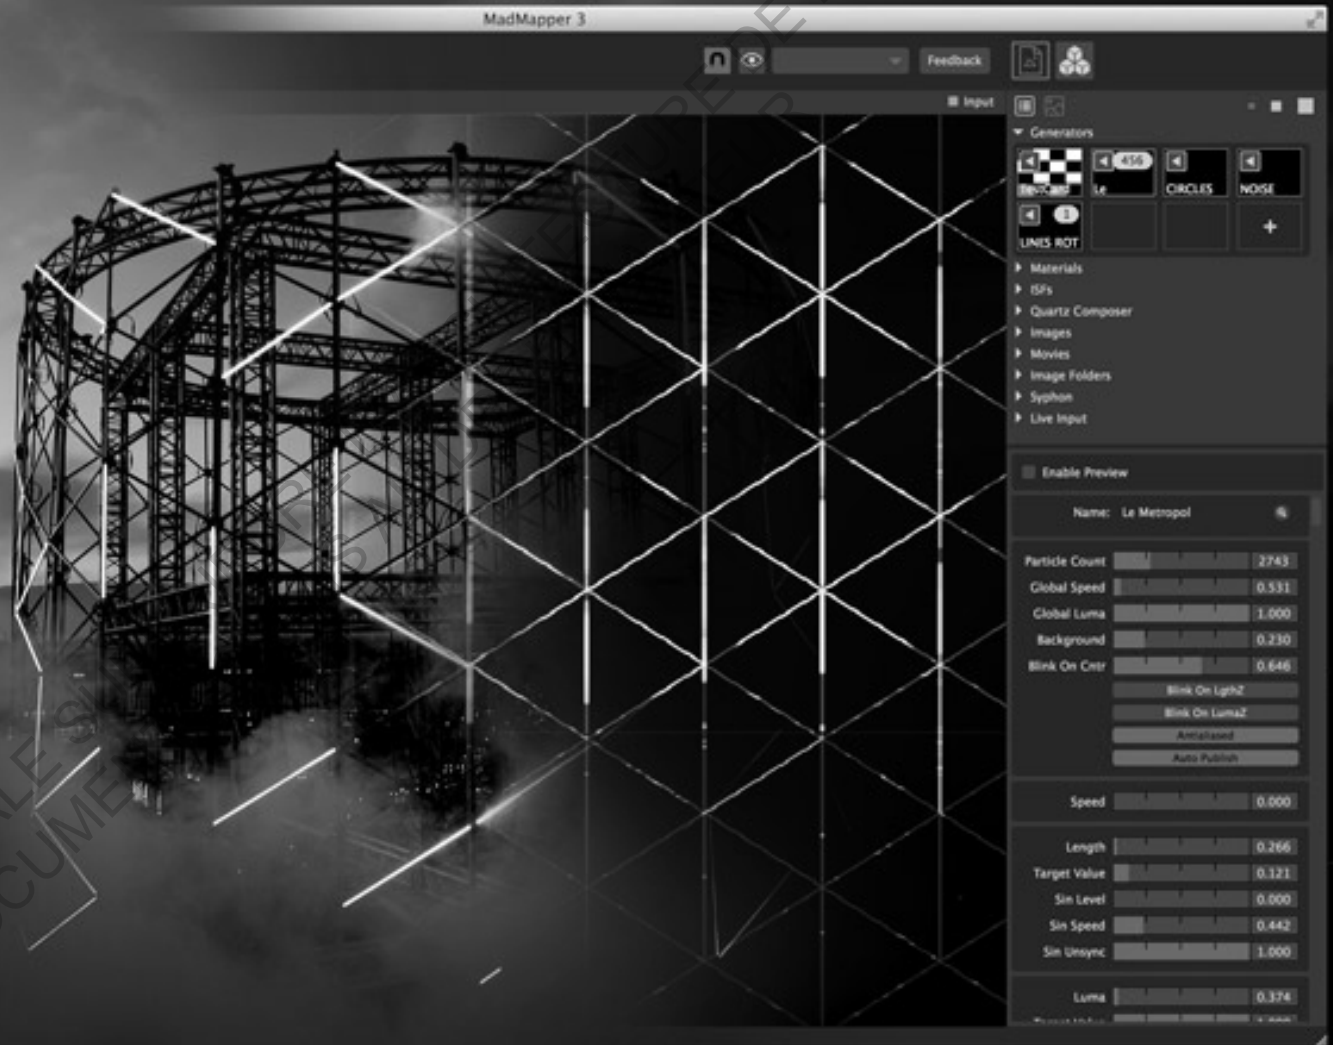 MadMapper 3
Feedback
Input
Generators
TestCard
Le
456
CIRCLES
NOISE
1
LINES ROT
+
Materials
ISFs
Quartz Composer
Images
Movies
Image Folders
Syphon
Live Input
Enable Preview
Name: Le Metropol
Particle Count 2743
Global Speed 0.531
Global Luma 1.000
Background 0.230
Blink On Cntr 0.646
Blink On LgthZ
Blink On LumaZ
Antialiased
Auto Publish
Speed 0.000
Length 0.266
Target Value 0.121
Sin Level 0.000
Sin Speed 0.442
Sin Unsync 1.000
Luma 0.374